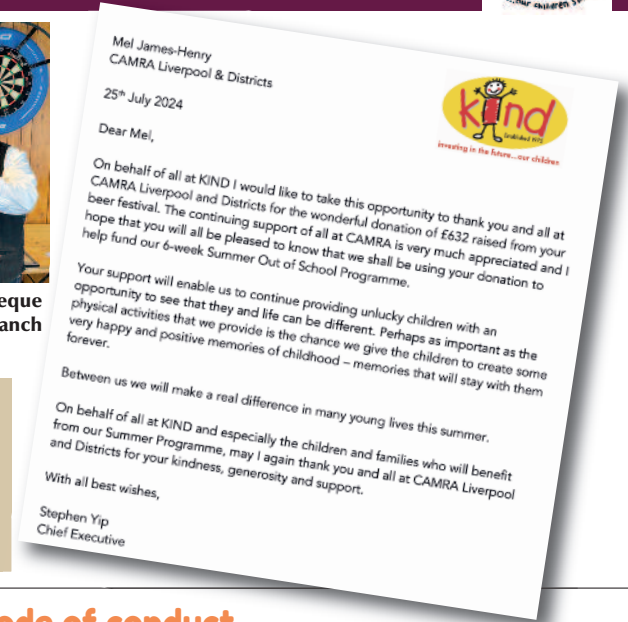 our children
Mel James-Henry
CAMRA Liverpool & Districts
25th July 2024
kind
Established 1975
investing in the future...our children
Dear Mel,
On behalf of all at KIND I would like to take this opportunity to thank you and all at
CAMRA Liverpool and Districts for the wonderful donation of £632 raised from your
beer festival. The continuing support of all at CAMRA is very much appreciated and I
hope that you will all be pleased to know that we shall be using your donation to
help fund our 6-week Summer Out of School Programme.
Your support will enable us to continue providing unlucky children with an
opportunity to see that they and life can be different. Perhaps as important as the
physical activities that we provide is the chance we give the children to create some
very happy and positive memories of childhood – memories that will stay with them
forever.
Between us we will make a real difference in many young lives this summer.
On behalf of all at KIND and especially the children and families who will benefit
from our Summer Programme, may I again thank you and all at CAMRA Liverpool
and Districts for your kindness, generosity and support.
With all best wishes,
Stephen Yip
Chief Executive
eque
anch
ode of conduct